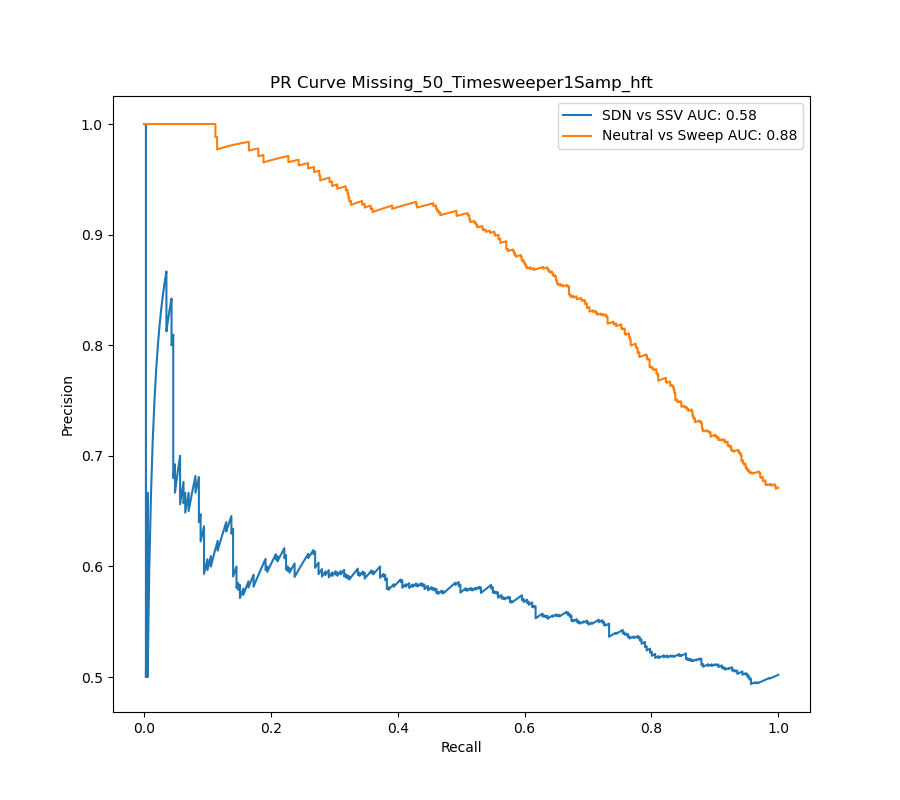 PR Curve Missing_50_Timesweeper1Samp_hft
SDN vs SSV AUC: 0.58
Neutral vs Sweep AUC: 0.88
1.0
0.9
0.8
0.7
0.6
0.5
Precision
0.0 0.2 0.4 0.6 0.8 1.0
Recall